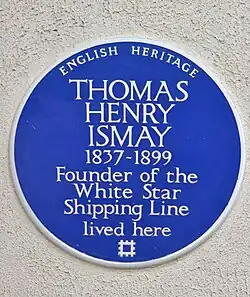 ENGLISH HERITAGE
THOMAS
HENRY
ISMAY
1837-1899
Founder of the
White Star
Shipping Line
lived here